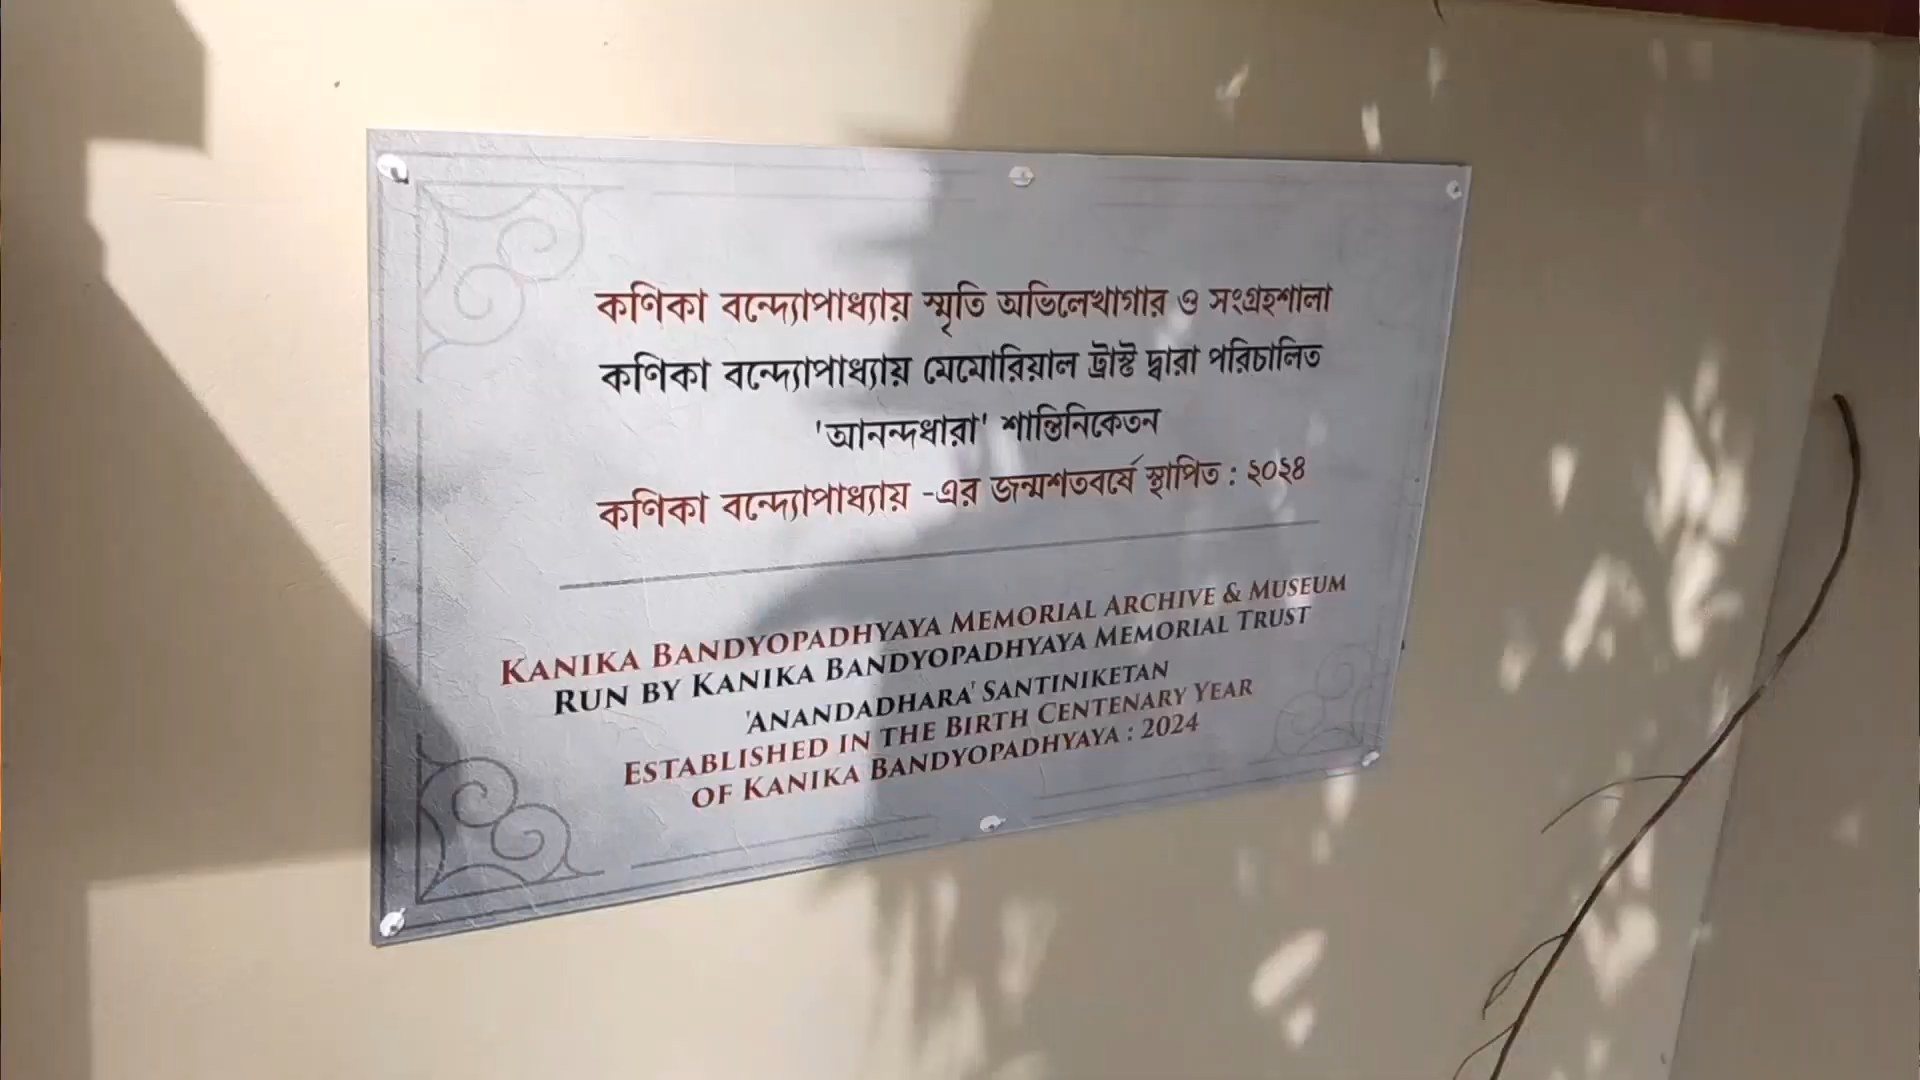 কণিকা বন্দ্যোপাধ্যায় স্মৃতি অভিলেখাগার ও সংগ্রহশালা
কণিকা বন্দ্যোপাধ্যায় মেমোরিয়াল ট্রাস্ট দ্বারা পরিচালিত
'আনন্দধারা' শান্তিনিকেতন
কণিকা বন্দ্যোপাধ্যায় -এর জন্মশতবর্ষে স্থাপিত : ২০২৪
KANIKA BANDYOPADHYAYA MEMORIAL ARCHIVE & MUSEUM
RUN BY KANIKA BANDYOPADHYAYA MEMORIAL TRUST
'ANANDADHARA' SANTINIKETAN
ESTABLISHED IN THE BIRTH CENTENARY YEAR
OF KANIKA BANDYOPADHYAYA : 2024